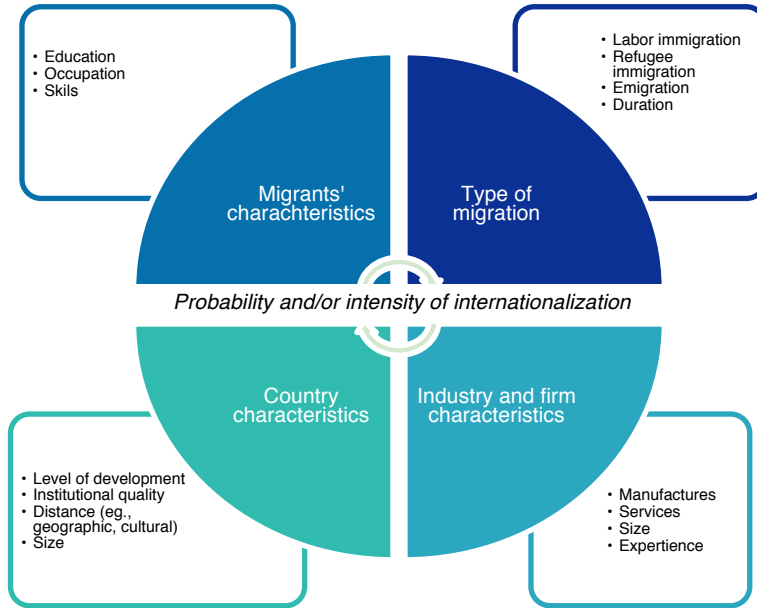 • Education
• Occupation
• Skils
• Labor immigration
• Refugee
immigration
• Emigration
• Duration
Migrants'
charachteristics
Type of
migration
Probability and/or intensity of internationalization
Country
characteristics
Industry and firm
characteristics
• Level of development
• Institutional quality
• Distance (eg.,
geographic, cultural)
• Size
• Manufactures
• Services
• Size
• Expertience